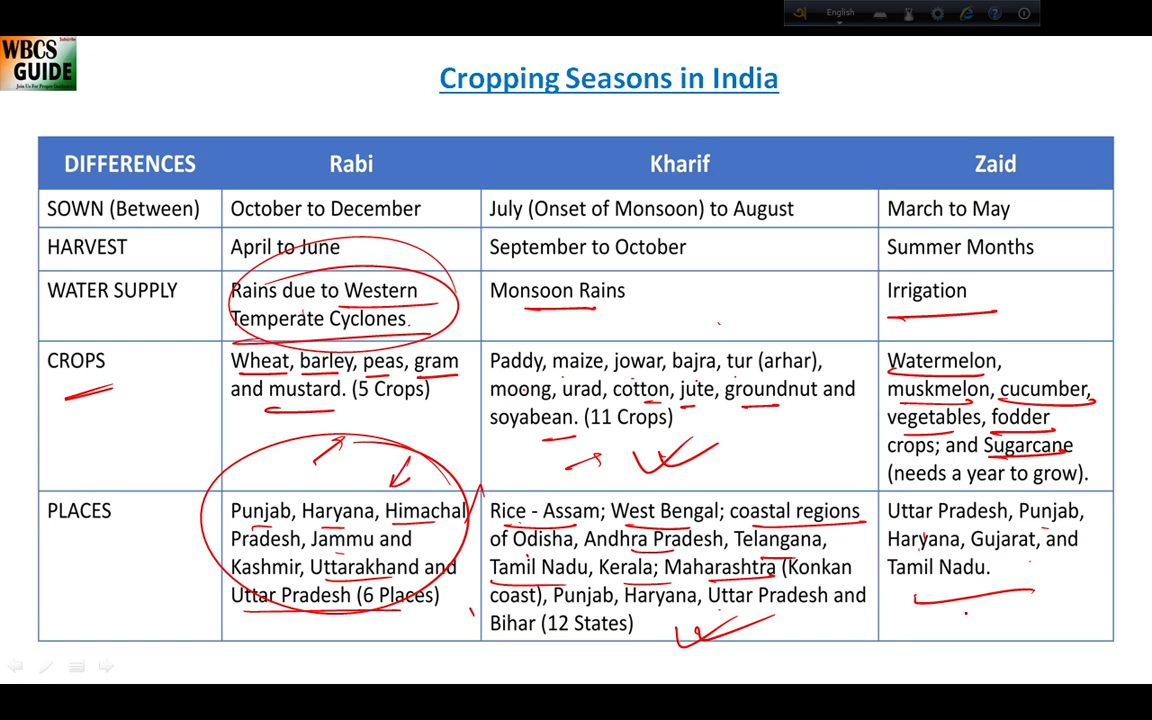 English
Subscribe
WBCS
GUIDE
Join Us For Proper Guidance
Cropping Seasons in India
DIFFERENCES Rabi Kharif Zaid
SOWN (Between) October to December July (Onset of Monsoon) to August March to May
HARVEST April to June September to October Summer Months
WATER SUPPLY Rains due to Western Monsoon Rains Irrigation
Temperate Cyclones.
CROPS Wheat, barley, peas, gram Paddy, maize, jowar, bajra, tur (arhar), Watermelon,
and mustard. (5 Crops) moong, urad, cotton, jute, groundnut and muskmelon, cucumber,
soyabean. (11 Crops) vegetables, fodder
crops; and Sugarcane
(needs a year to grow).
PLACES Punjab, Haryana, Himachal Rice - Assam; West Bengal; coastal regions Uttar Pradesh, Punjab,
Pradesh, Jammu and of Odisha, Andhra Pradesh, Telangana, Haryana, Gujarat, and
Kashmir, Uttarakhand and Tamil Nadu, Kerala; Maharashtra (Konkan Tamil Nadu.
Uttar Pradesh (6 Places) coast), Punjab, Haryana, Uttar Pradesh and
Bihar (12 States)